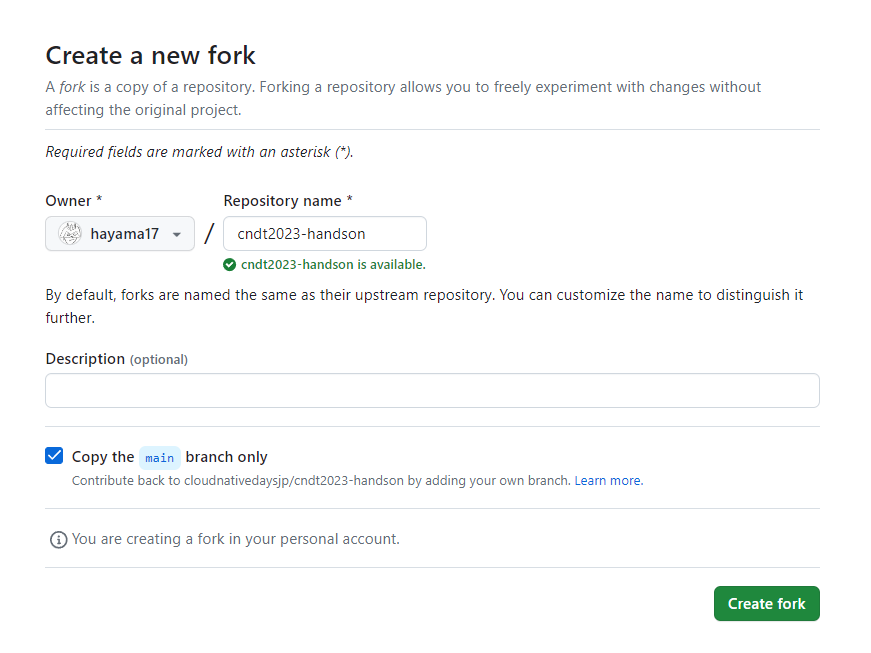 Create a new fork
A fork is a copy of a repository. Forking a repository allows you to freely experiment with changes without
affecting the original project.
Required fields are marked with an asterisk (*).
Owner * Repository name *
hayama17 / cndt2023-handson
cndt2023-handson is available.
By default, forks are named the same as their upstream repository. You can customize the name to distinguish it
further.
Description (optional)
Copy the main branch only
Contribute back to cloudnativedaysjp/cndt2023-handson by adding your own branch. Learn more.
You are creating a fork in your personal account.
Create fork